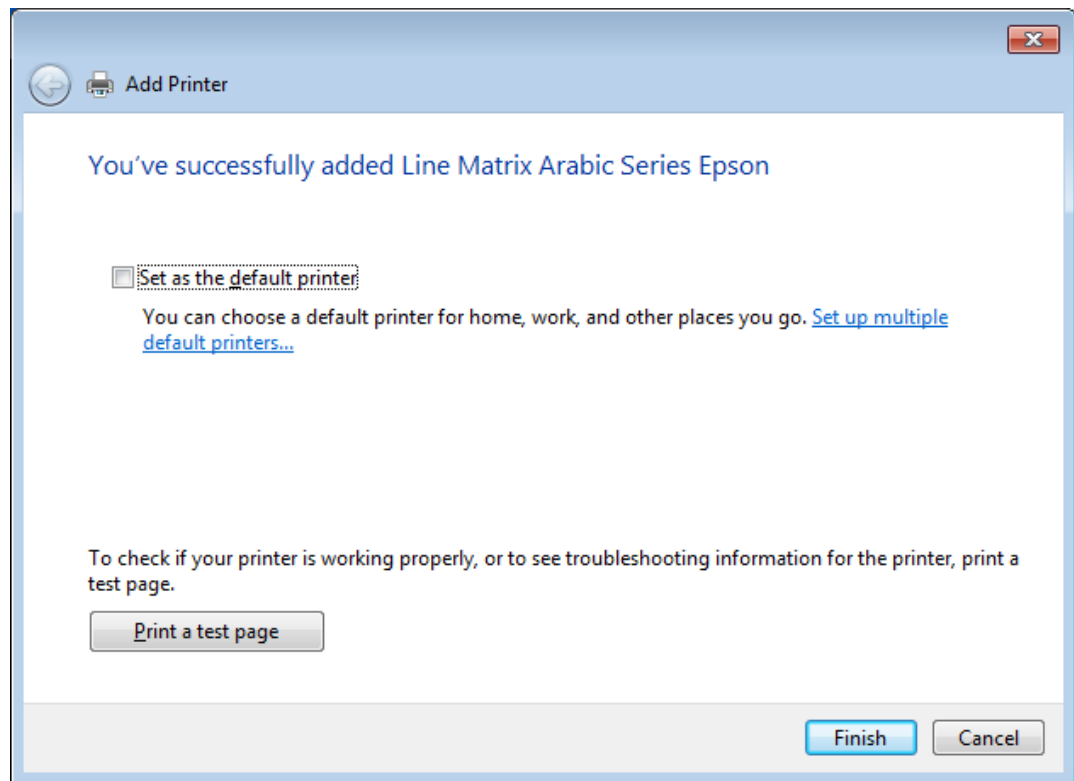 Add Printer
You've successfully added Line Matrix Arabic Series Epson
Set as the default printer
You can choose a default printer for home, work, and other places you go. Set up multiple
default printers...
To check if your printer is working properly, or to see troubleshooting information for the printer, print a
test page.
Print a test page
Finish Cancel